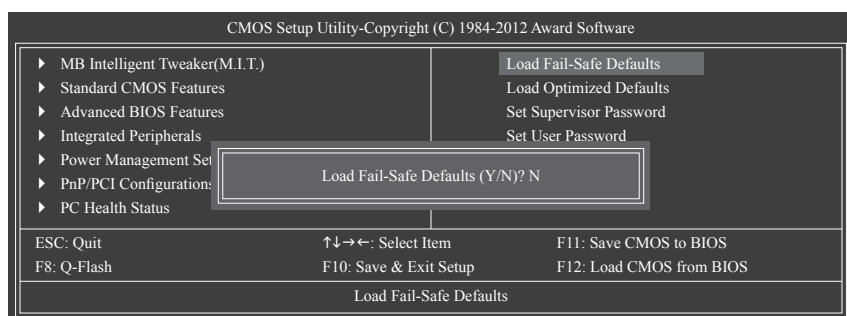 CMOS Setup Utility-Copyright (C) 1984-2012 Award Software
MB Intelligent Tweaker(M.I.T.)
Standard CMOS Features
Advanced BIOS Features
Integrated Peripherals
Power Management Set
PnP/PCI Configurations
PC Health Status
Load Fail-Safe Defaults
Load Optimized Defaults
Set Supervisor Password
Set User Password
Load Fail-Safe Defaults (Y/N)? N
ESC: Quit ↑↓→←: Select Item F11: Save CMOS to BIOS
F8: Q-Flash F10: Save & Exit Setup F12: Load CMOS from BIOS
Load Fail-Safe Defaults